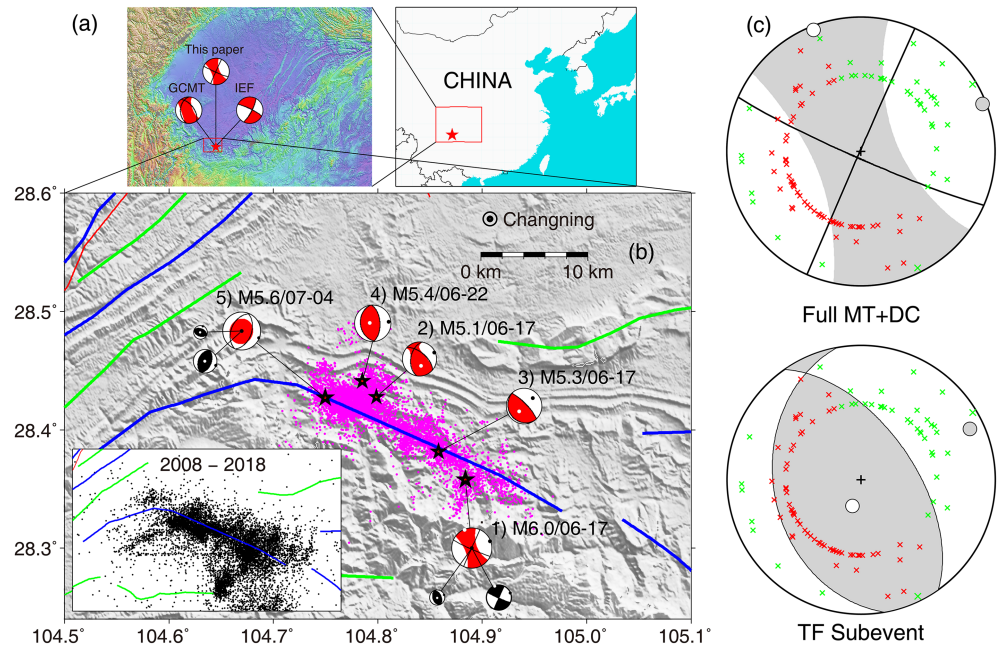 (a)
This paper
GCMT
IEF
CHINA
(c)
Full MT+DC
TF Subevent
28.6˚
28.5˚
28.4˚
28.3˚
Changning
(b)
0 km
10 km
5) M5.6/07-04
4) M5.4/06-22
2) M5.1/06-17
3) M5.3/06-17
1) M6.0/06-17
2008 – 2018
104.5˚
104.6˚
104.7˚
104.8˚
104.9˚
105.0˚
105.1˚